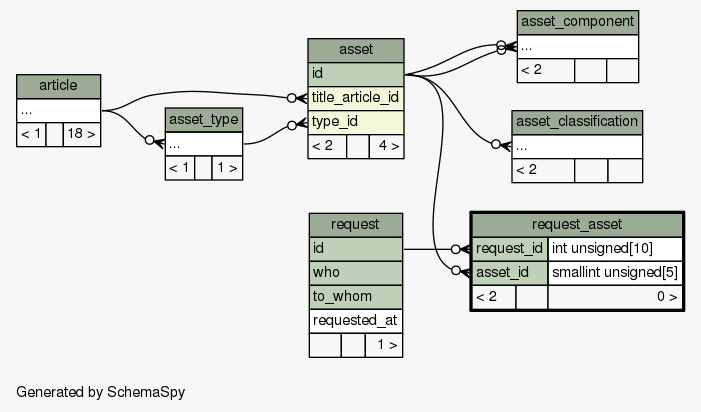 asset_component
...
< 2
asset
id
title_article_id
type_id
< 2 4 >
article
...
< 1 18 >
asset_type
...
< 1 1 >
asset_classification
...
< 2
request
id
who
to_whom
requested_at
1 >
request_asset
request_id int unsigned[10]
asset_id smallint unsigned[5]
< 2 0 >
Generated by SchemaSpy